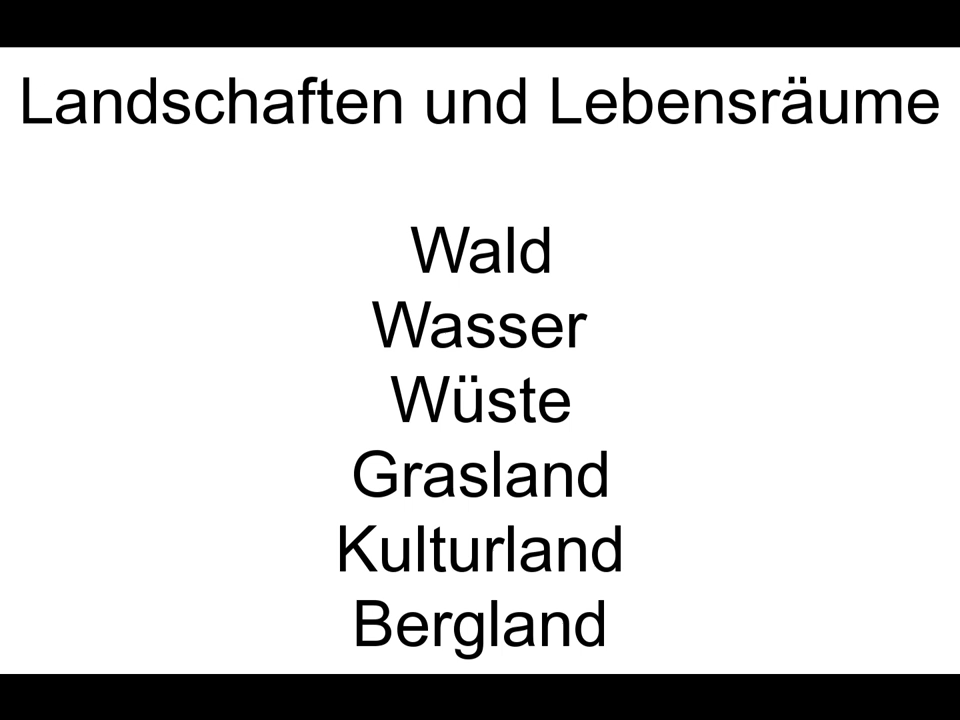 Landschaften und Lebensräume
Wald
Wasser
Wüste
Grasland
Kulturland
Bergland